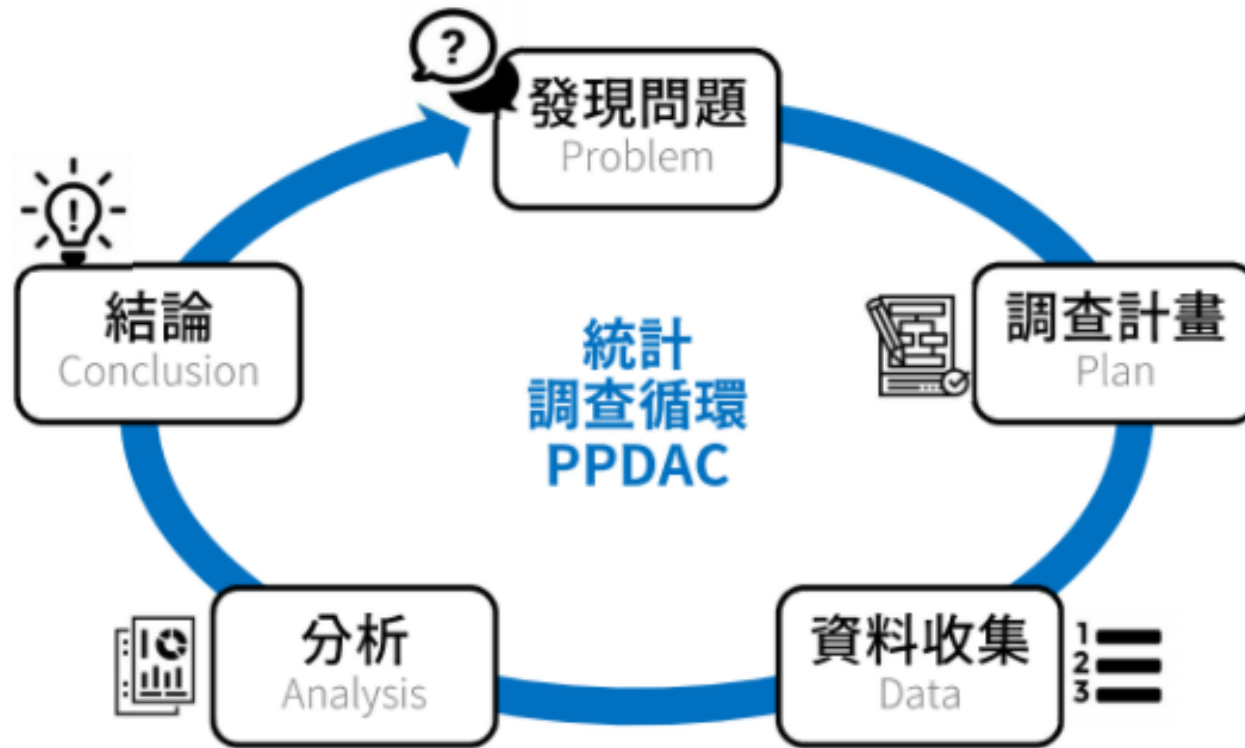 ?
發現問題
Problem
!
結論
Conclusion
調查計畫
Plan
統計
調查循環
PPDAC
分析
Analysis
資料收集
Data
1
2
3